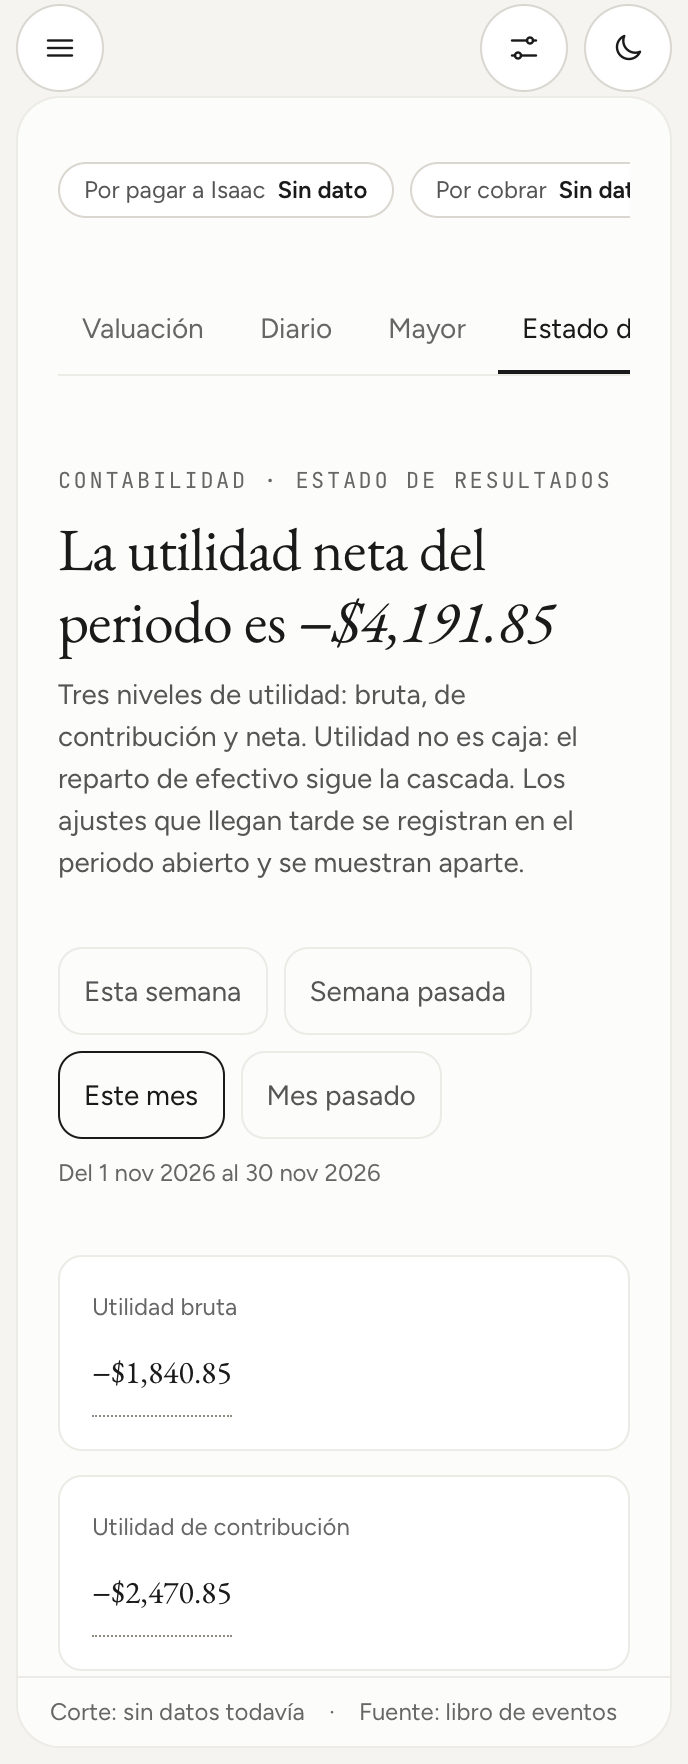 Por pagar a Isaac Sin dato
Por cobrar Sin dat
Valuación Diario Mayor Estado d
CONTABILIDAD · ESTADO DE RESULTADOS
La utilidad neta del
periodo es –$4,191.85
Tres niveles de utilidad: bruta, de
contribución y neta. Utilidad no es caja: el
reparto de efectivo sigue la cascada. Los
ajustes que llegan tarde se registran en el
periodo abierto y se muestran aparte.
Esta semana Semana pasada
Este mes Mes pasado
Del 1 nov 2026 al 30 nov 2026
Utilidad bruta
–$1,840.85
Utilidad de contribución
–$2,470.85
Corte: sin datos todavía · Fuente: libro de eventos